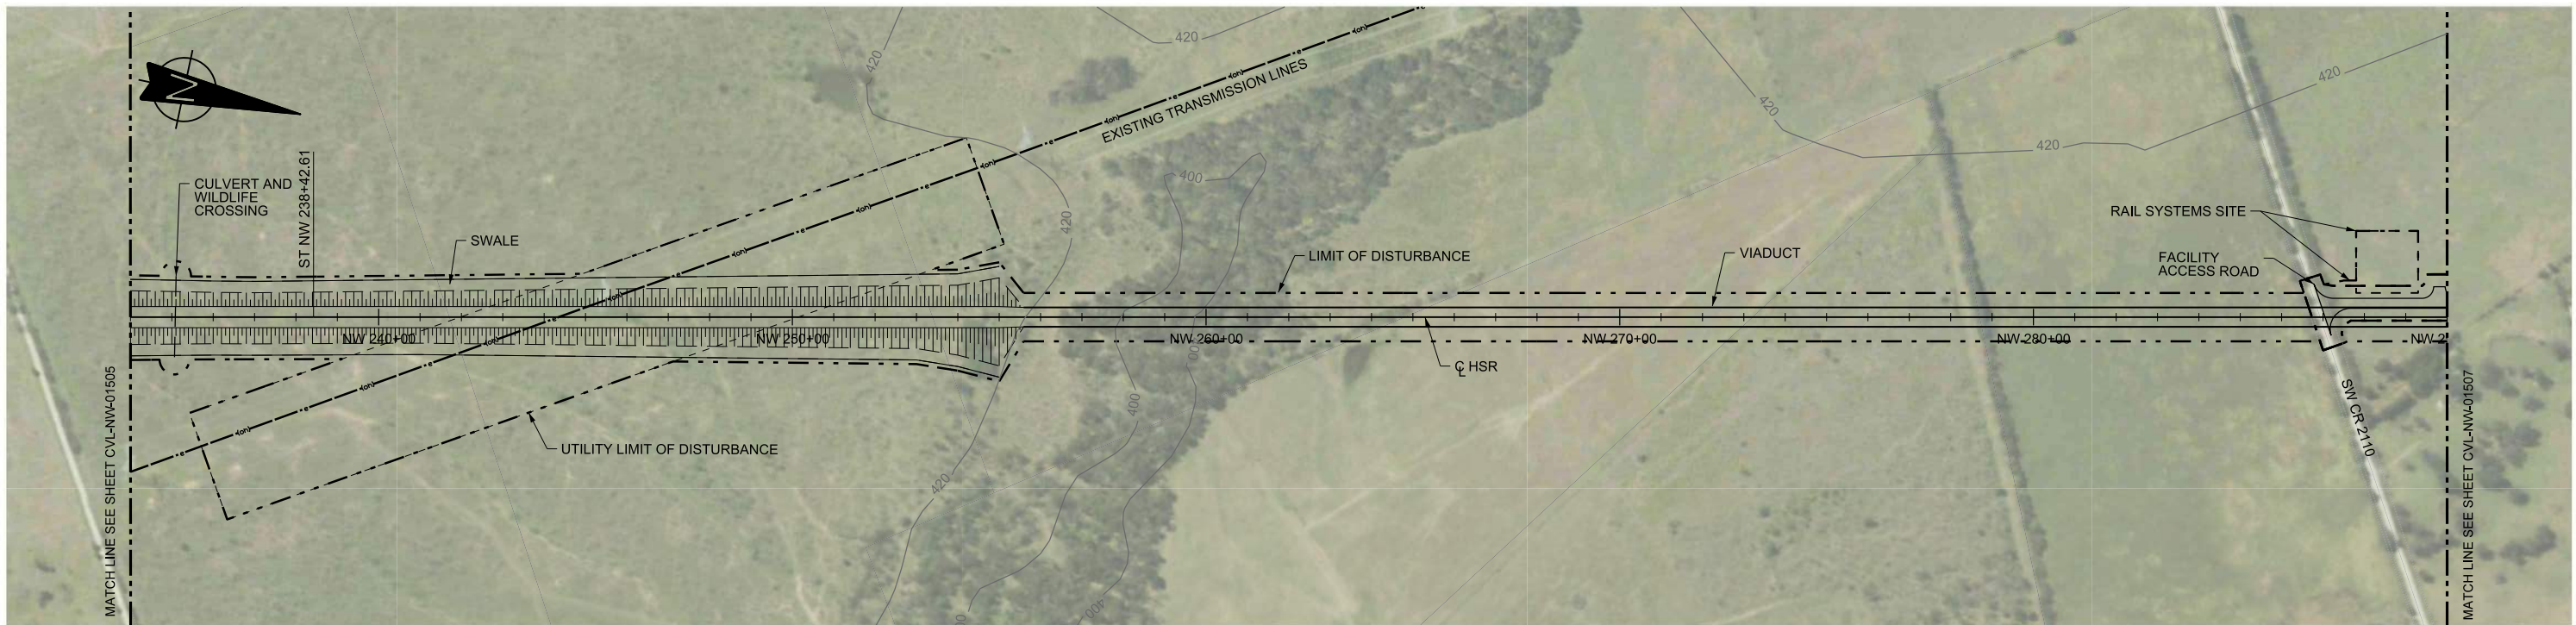 420
420
EXISTING TRANSMISSION LINES
420
420
420
N
400
420
CULVERT AND
WILDLIFE
CROSSING
ST NW 238+42.61
SWALE
LIMIT OF DISTURBANCE
VIADUCT
RAIL SYSTEMS SITE
FACILITY
ACCESS ROAD
NW 240+00
NW 250+00
NW 260+00
NW 270+00
NW 280+00
NW 2
℄ HSR
400
420
400
UTILITY LIMIT OF DISTURBANCE
SW CR 2110
MATCH LINE SEE SHEET CVL-NW-01505
MATCH LINE SEE SHEET CVL-NW-01507